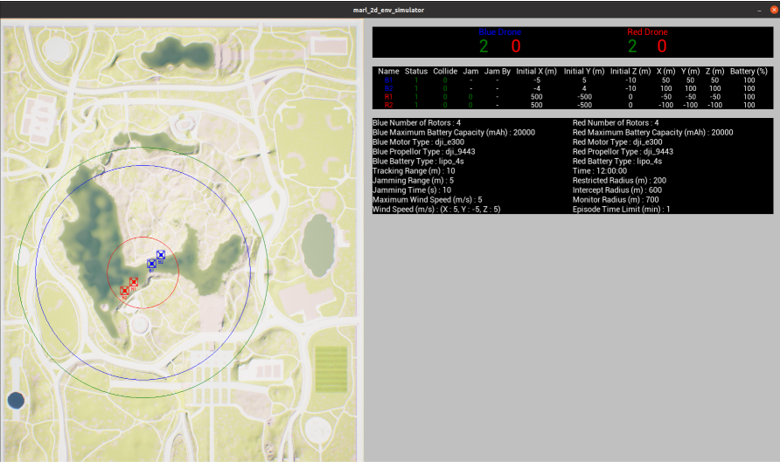 marl_2d_env_simulator
Blue Drone Red Drone
2 0 2 0
Name Status Collide Jam Jam By Initial X (m) Initial Y (m) Initial Z (m) X (m) Y (m) Z (m) Battery (%)
B1 1 0 - - -5 5 -10 50 50 50 100
B2 1 0 - - -4 4 -10 100 100 100 100
R1 1 0 0 - 500 -500 0 -50 -50 -50 100
R2 1 0 0 - 500 -500 0 -100 -100 -100 100
Blue Number of Rotors : 4 Red Number of Rotors : 4
Blue Maximum Battery Capacity (mAh) : 20000 Red Maximum Battery Capacity (mAh) : 20000
Blue Motor Type : dji_e300 Red Motor Type : dji_e300
Blue Propellor Type : dji_9443 Red Propellor Type : dji_9443
Blue Battery Type : lipo_4s Red Battery Type : lipo_4s
Tracking Range (m) : 10 Time : 12:00:00
Jamming Range (m) : 5 Restricted Radius (m) : 200
Jamming Time (s) : 10 Intercept Radius (m) : 600
Maximum Wind Speed (m/s) : 5 Monitor Radius (m) : 700
Wind Speed (m/s) : (X : 5, Y : -5, Z : 5) Episode Time Limit (min) : 1
B2
B1
R1
R2